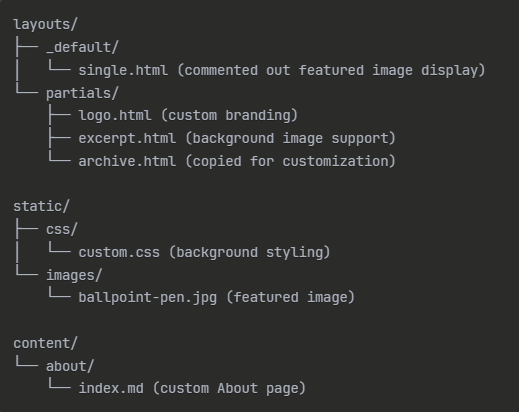 layouts/
├── _default/
│   └── single.html (commented out featured image display)
└── partials/
    ├── logo.html (custom branding)
    ├── excerpt.html (background image support)
    └── archive.html (copied for customization)

static/
├── css/
│   └── custom.css (background styling)
└── images/
    └── ballpoint-pen.jpg (featured image)

content/
└── about/
    └── index.md (custom About page)